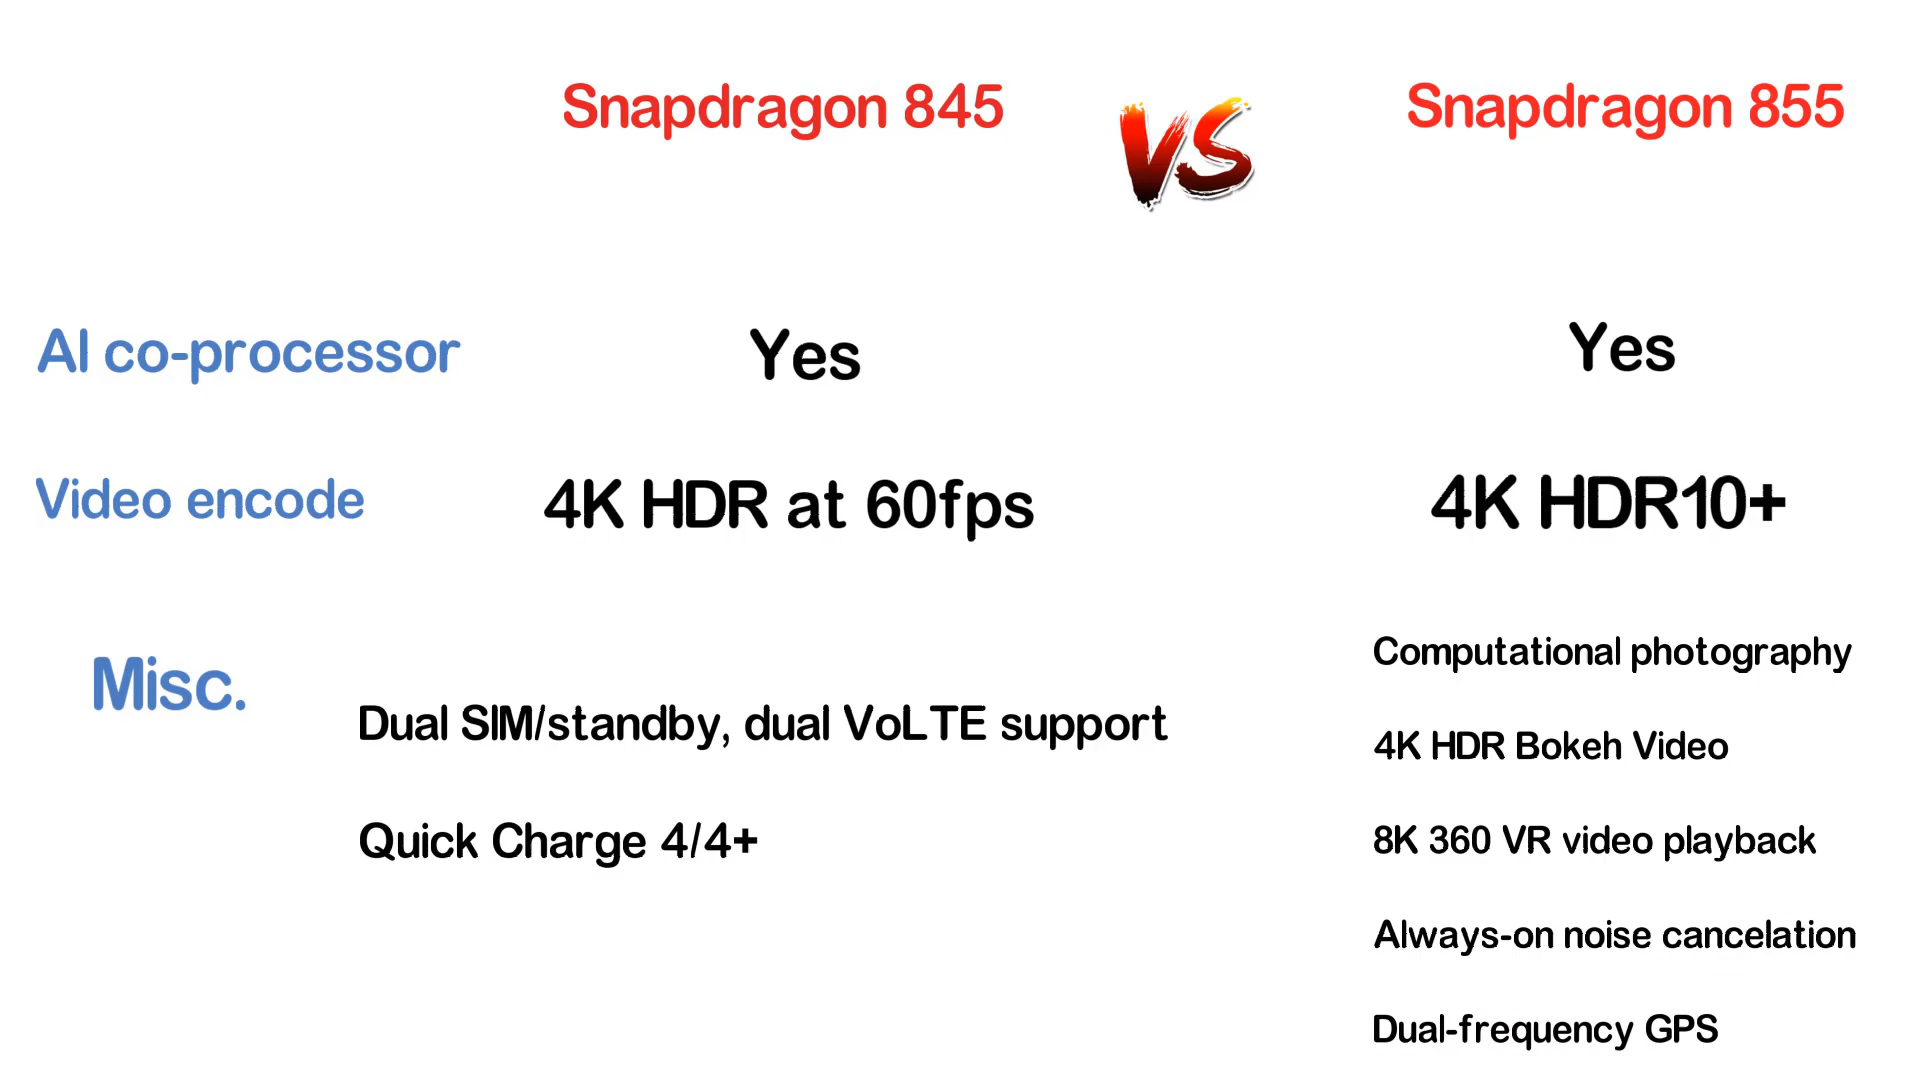 Snapdragon 845
VS
Snapdragon 855
AI co-processor
Yes
Yes
Video encode
4K HDR at 60fps
4K HDR10+
Misc.
Dual SIM/standby, dual VoLTE support
Quick Charge 4/4+
Computational photography
4K HDR Bokeh Video
8K 360 VR video playback
Always-on noise cancelation
Dual-frequency GPS